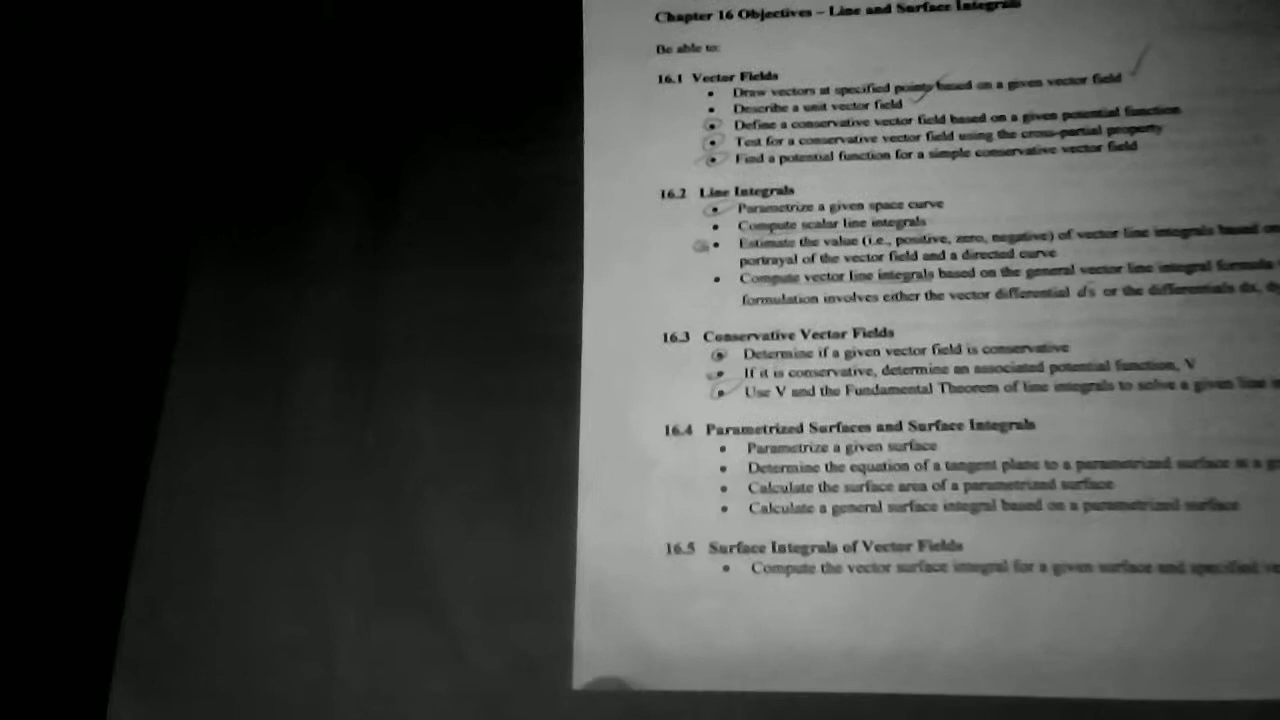 Chapter 16 Objectives – Line and Surface Integrals
Be able to:
16.1 Vector Fields
• Draw vectors at specified points based on a given vector field
• Describe a unit vector field
• Define a conservative vector field based on a given potential function
• Test for a conservative vector field using the cross-partial property
• Find a potential function for a simple conservative vector field
16.2 Line Integrals
• Parametrize a given space curve
• Compute scalar line integrals
• Estimate the value (i.e., positive, zero, negative) of vector line integrals based on
portrayal of the vector field and a directed curve
• Compute vector line integrals based on the general vector line integral formula
formulation involves either the vector differential ds or the differentials dx,
16.3 Conservative Vector Fields
• Determine if a given vector field is conservative
• If it is conservative, determine an associated potential function, V
• Use V and the Fundamental Theorem of line integrals to solve a given line
16.4 Parametrized Surfaces and Surface Integrals
• Parametrize a given surface
• Determine the equation of a tangent plane to a parametrized surface at a
• Calculate the surface area of a parametrized surface
• Calculate a general surface integral based on a parametrized surface
16.5 Surface Integrals of Vector Fields
• Compute the vector surface integral for a given surface and specified